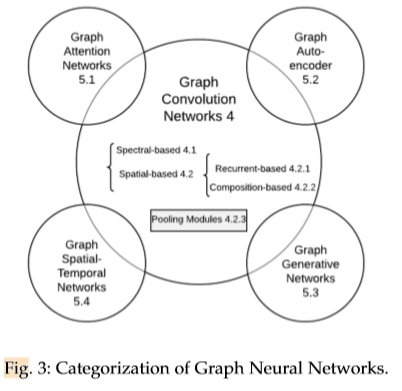 Graph
Attention
Networks
5.1
Graph
Auto-
encoder
5.2
Graph
Convolution
Networks 4
Spectral-based 4.1
Spatial-based 4.2
Recurrent-based 4.2.1
Composition-based 4.2.2
Pooling Modules 4.2.3
Graph
Spatial-
Temporal
Networks
5.4
Graph
Generative
Networks
5.3
Fig. 3: Categorization of Graph Neural Networks.